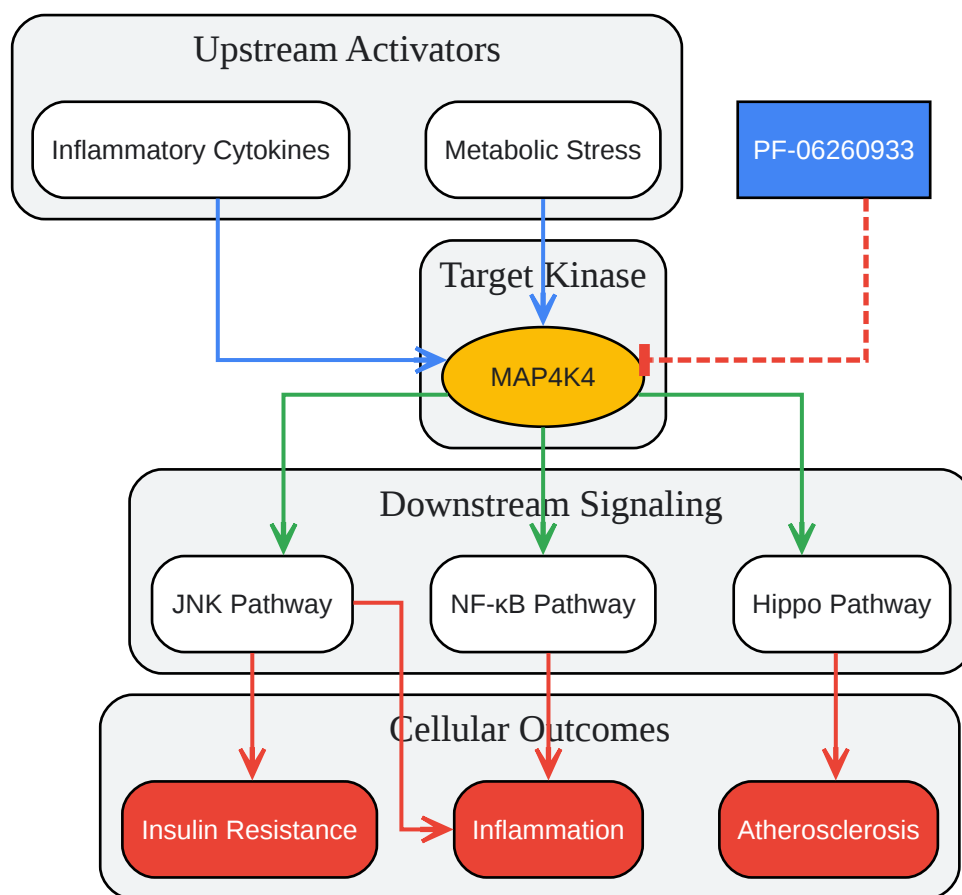 Upstream Activators
Inflammatory Cytokines
Metabolic Stress
PF-06260933
Target Kinase
MAP4K4
Downstream Signaling
JNK Pathway
NF-κB Pathway
Hippo Pathway
Cellular Outcomes
Insulin Resistance
Inflammation
Atherosclerosis